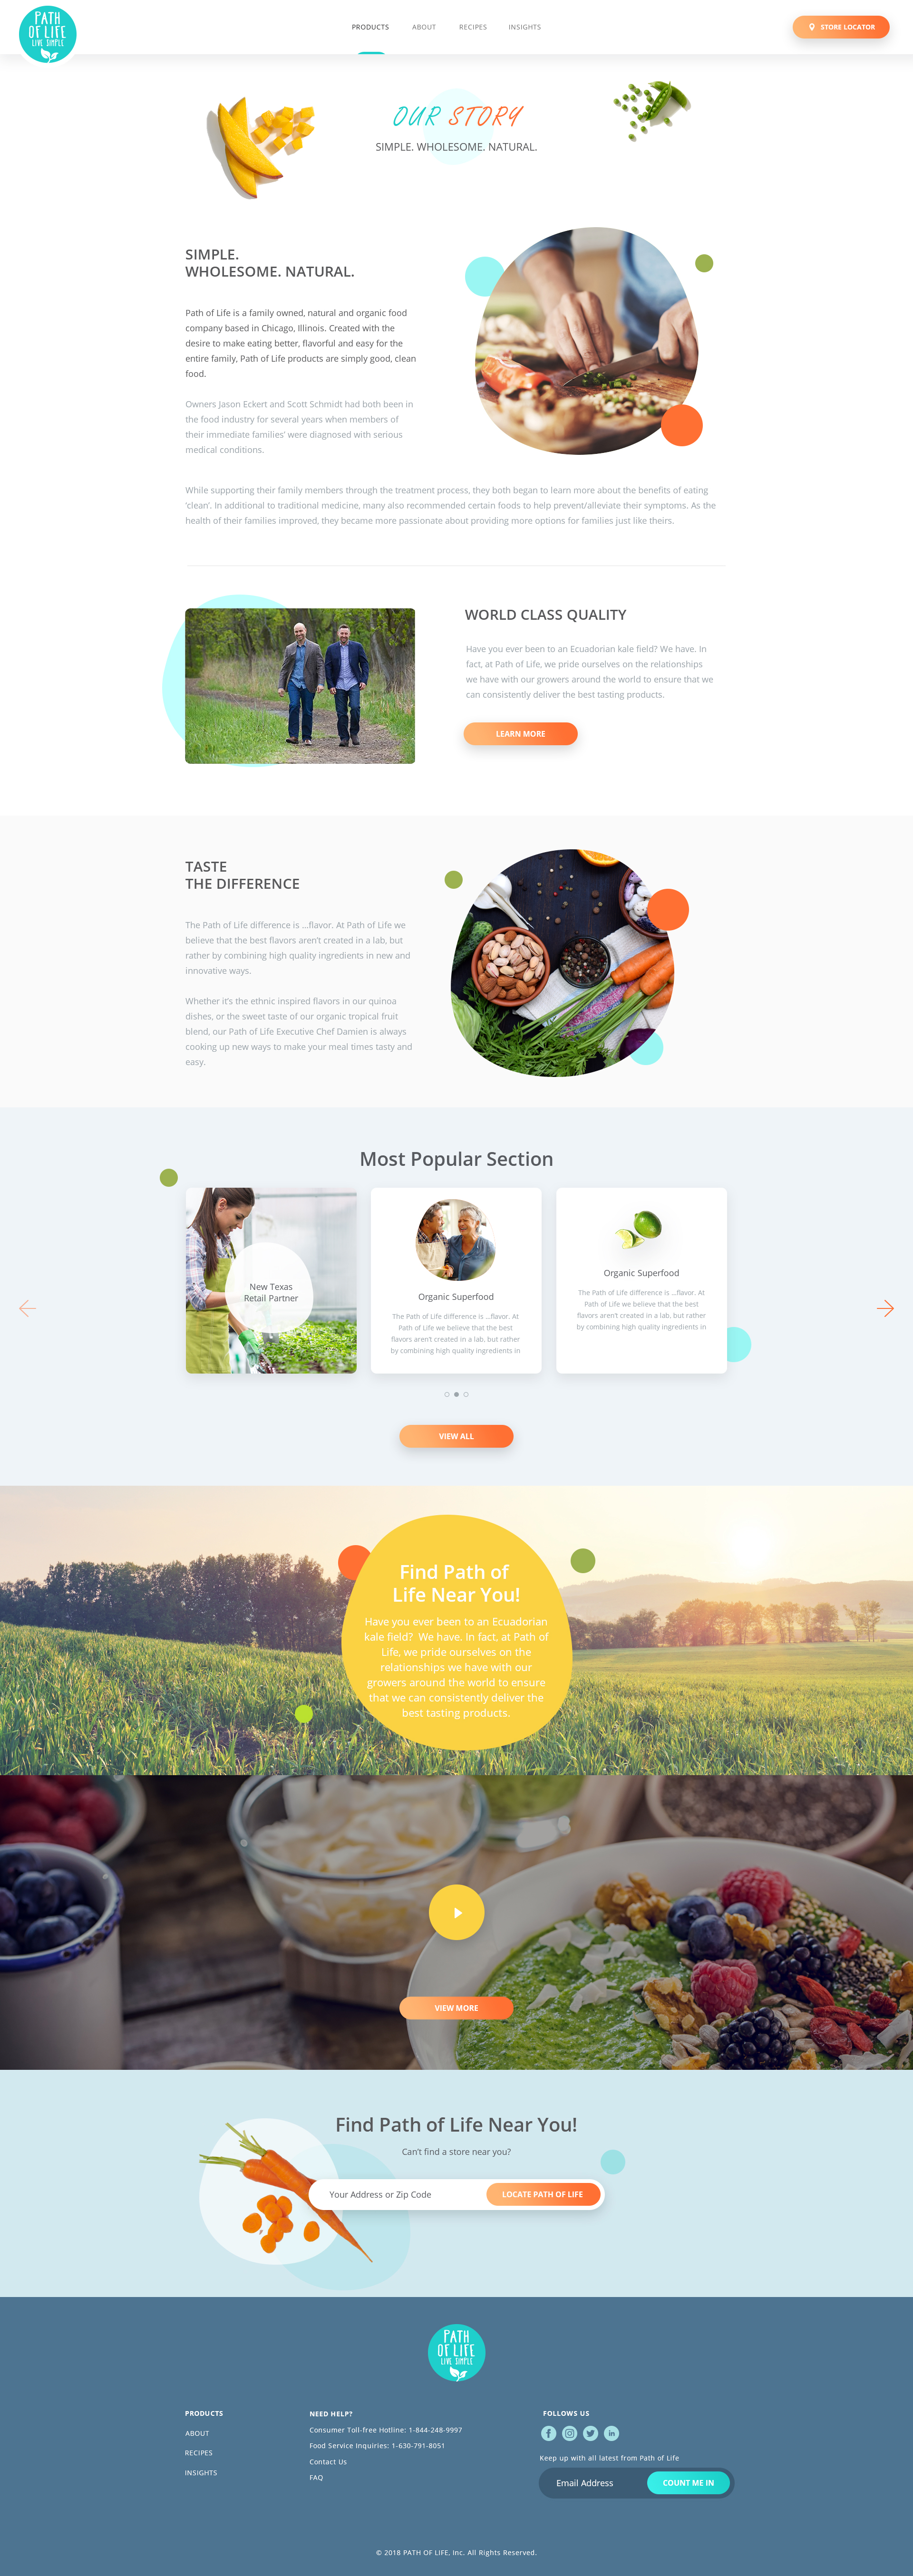 PATH
OF LIFE
LIVE SIMPLE
PRODUCTS
ABOUT
RECIPES
INSIGHTS
STORE LOCATOR
OUR STORY
SIMPLE. WHOLESOME. NATURAL.
SIMPLE.
WHOLESOME. NATURAL.
Path of Life is a family owned, natural and organic food
company based in Chicago, Illinois. Created with the
desire to make eating better, flavorful and easy for the
entire family, Path of Life products are simply good, clean
food.
Owners Jason Eckert and Scott Schmidt had both been in
the food industry for several years when members of
their immediate families' were diagnosed with serious
medical conditions.
While supporting their family members through the treatment process, they both began to learn more about the benefits of eating
'clean'. In additional to traditional medicine, many also recommended certain foods to help prevent/alleviate their symptoms. As the
health of their families improved, they became more passionate about providing more options for families just like theirs.
WORLD CLASS QUALITY
Have you ever been to an Ecuadorian kale field? We have. In
fact, at Path of Life, we pride ourselves on the relationships
we have with our growers around the world to ensure that we
can consistently deliver the best tasting products.
LEARN MORE
TASTE
THE DIFFERENCE
The Path of Life difference is ...flavor. At Path of Life we
believe that the best flavors aren't created in a lab, but
rather by combining high quality ingredients in new and
innovative ways.
Whether it's the ethnic inspired flavors in our quinoa
dishes, or the sweet taste of our organic tropical fruit
blend, our Path of Life Executive Chef Damien is always
cooking up new ways to make your meal times tasty and
easy.
Most Popular Section
New Texas
Retail Partner
Organic Superfood
The Path of Life difference is ...flavor. At
Path of Life we believe that the best
flavors aren't created in a lab, but rather
by combining high quality ingredients in
Organic Superfood
The Path of Life difference is ...flavor. At
Path of Life we believe that the best
flavors aren't created in a lab, but rather
by combining high quality ingredients in
VIEW ALL
Find Path of
Life Near You!
Have you ever been to an Ecuadorian
kale field? We have. In fact, at Path of
Life, we pride ourselves on the
relationships we have with our
growers around the world to ensure
that we can consistently deliver the
best tasting products.
VIEW MORE
Find Path of Life Near You!
Can't find a store near you?
Your Address or Zip Code
LOCATE PATH OF LIFE
PATH
OF LIFE
LIVE SIMPLE
PRODUCTS
ABOUT
RECIPES
INSIGHTS
NEED HELP?
Consumer Toll-free Hotline: 1-844-248-9997
Food Service Inquiries: 1-630-791-8051
Contact Us
FAQ
FOLLOWS US
Keep up with all latest from Path of Life
Email Address
COUNT ME IN
© 2018 PATH OF LIFE, Inc. All Rights Reserved.